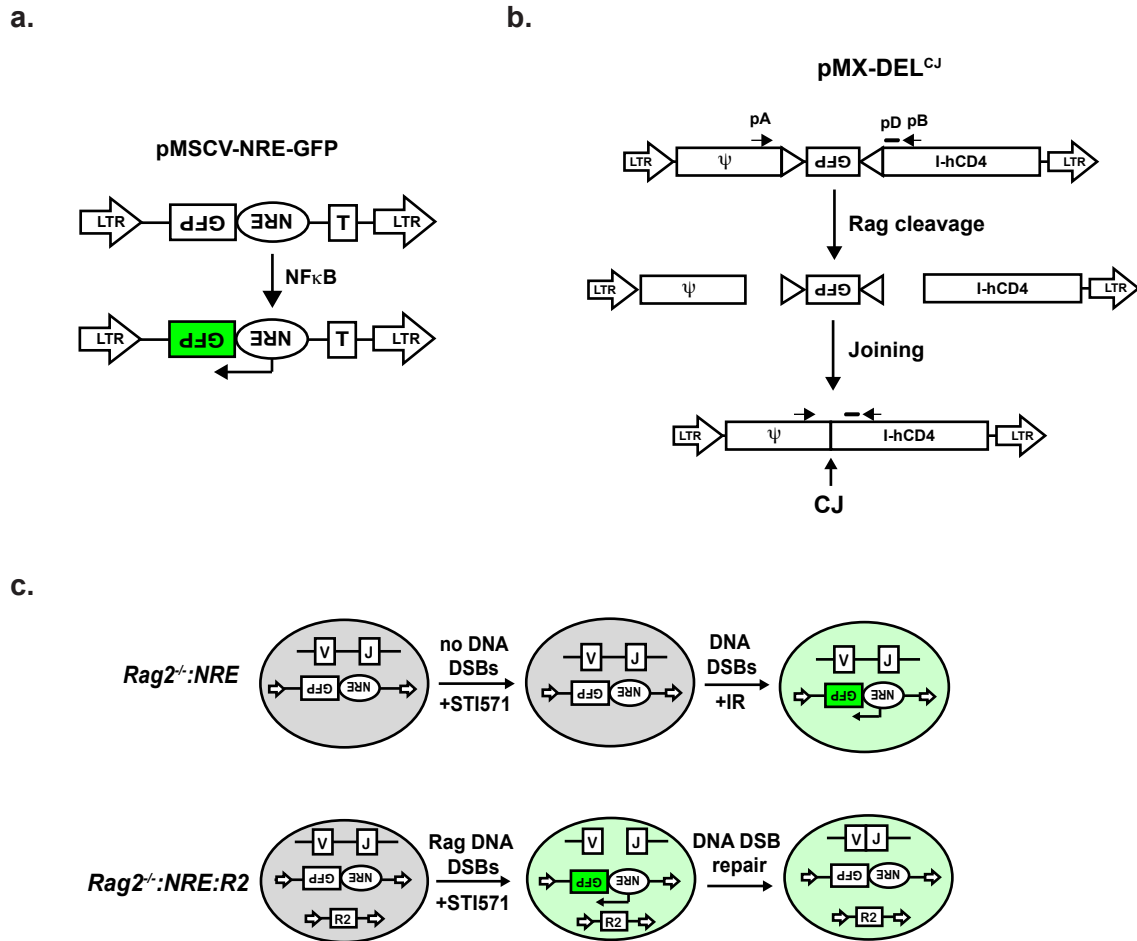 a.
pMSCV-NRE-GFP
LTR GFP NRE T LTR
NFκB
LTR GFP NRE T LTR
b.
pMX-DELCJ
pA pD pB
LTR ψ GFP I-hCD4 LTR
Rag cleavage
LTR ψ GFP I-hCD4 LTR
Joining
LTR ψ I-hCD4 LTR
CJ
c.
Rag2-/-:NRE
V J
GFP NRE
no DNA
DSBs
+STI571
V J
GFP NRE
DNA
DSBs
+IR
V J
GFP NRE
Rag2-/-:NRE:R2
V J
GFP NRE
R2
Rag DNA
DSBs
+STI571
V J
GFP NRE
R2
DNA DSB
repair
V J
GFP NRE
R2